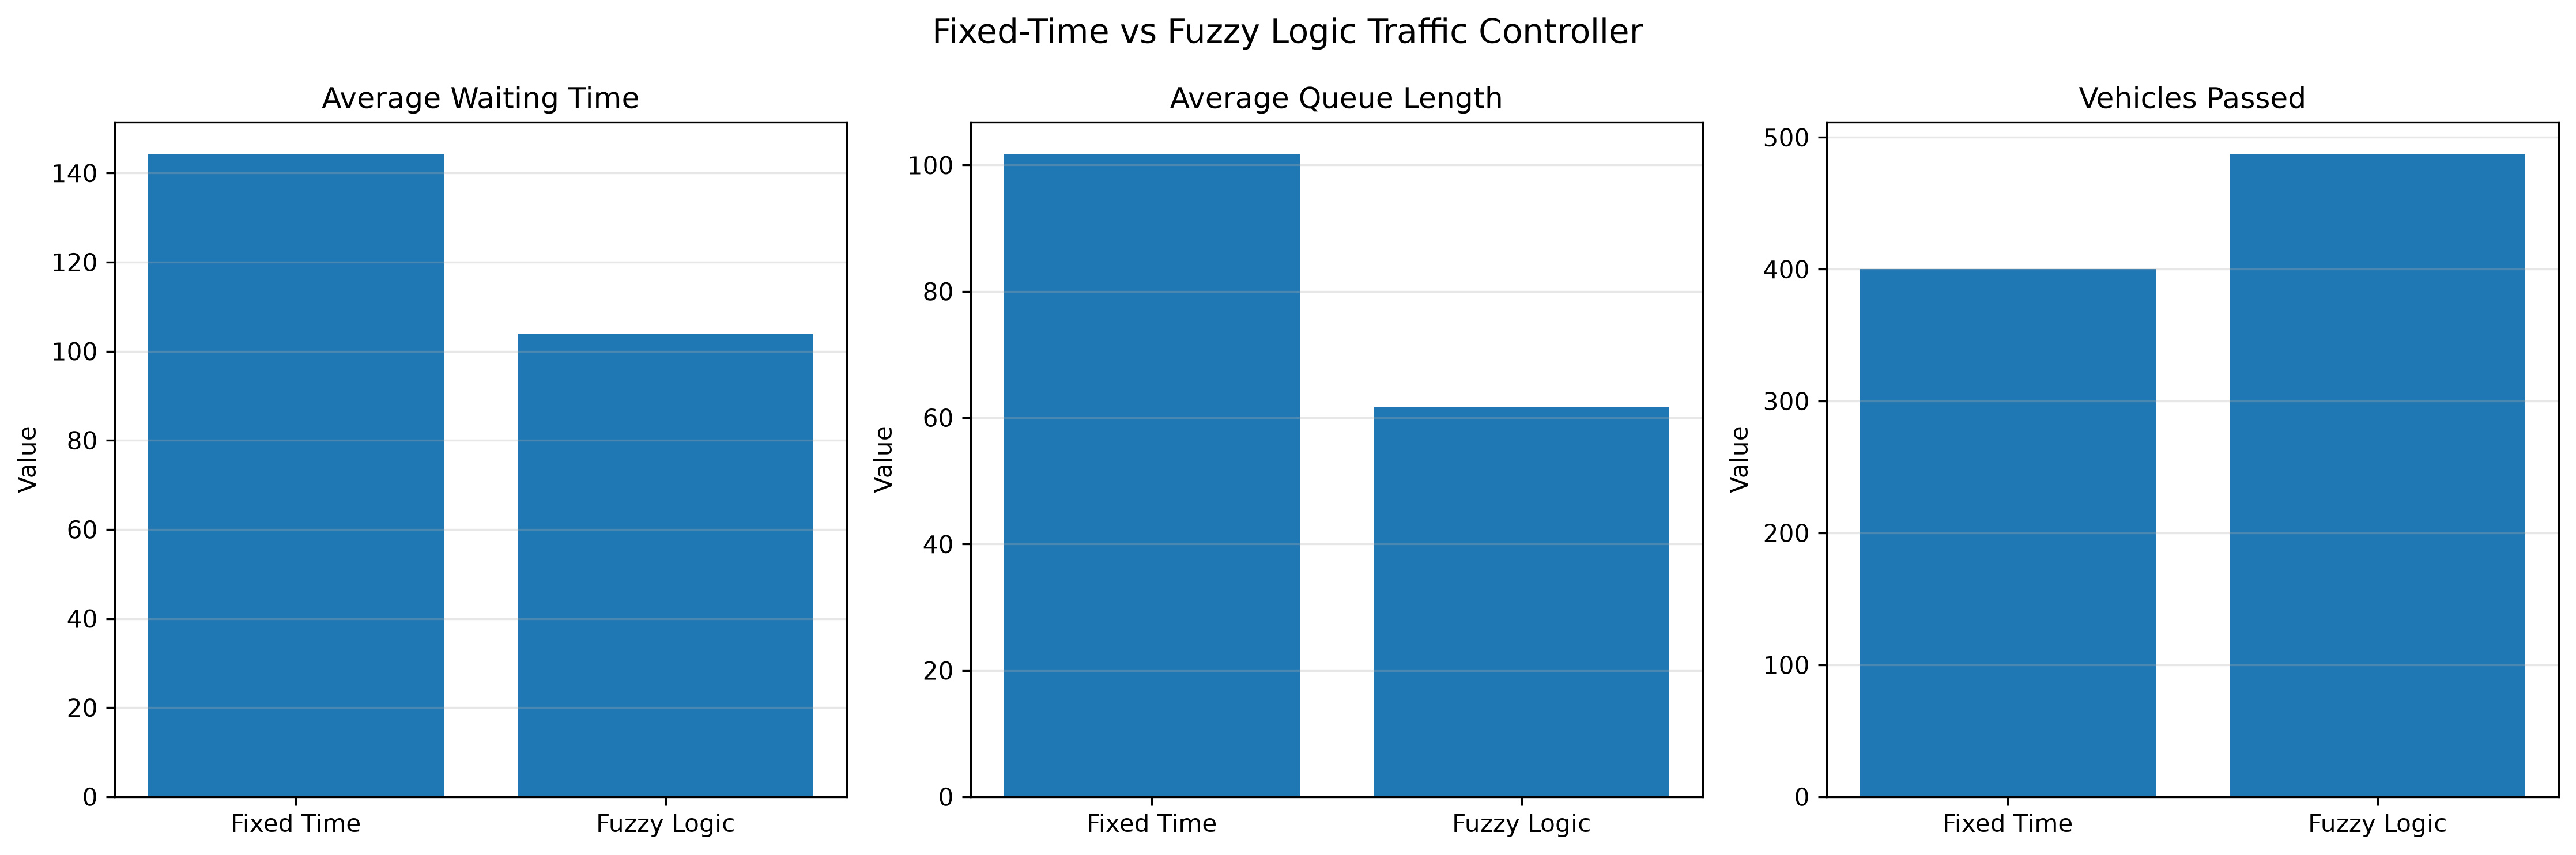 Fixed-Time vs Fuzzy Logic Traffic Controller
Average Waiting Time
Value
140
120
100
80
60
40
20
0
Fixed Time
Fuzzy Logic
Average Queue Length
Value
100
80
60
40
20
0
Fixed Time
Fuzzy Logic
Vehicles Passed
Value
500
400
300
200
100
0
Fixed Time
Fuzzy Logic